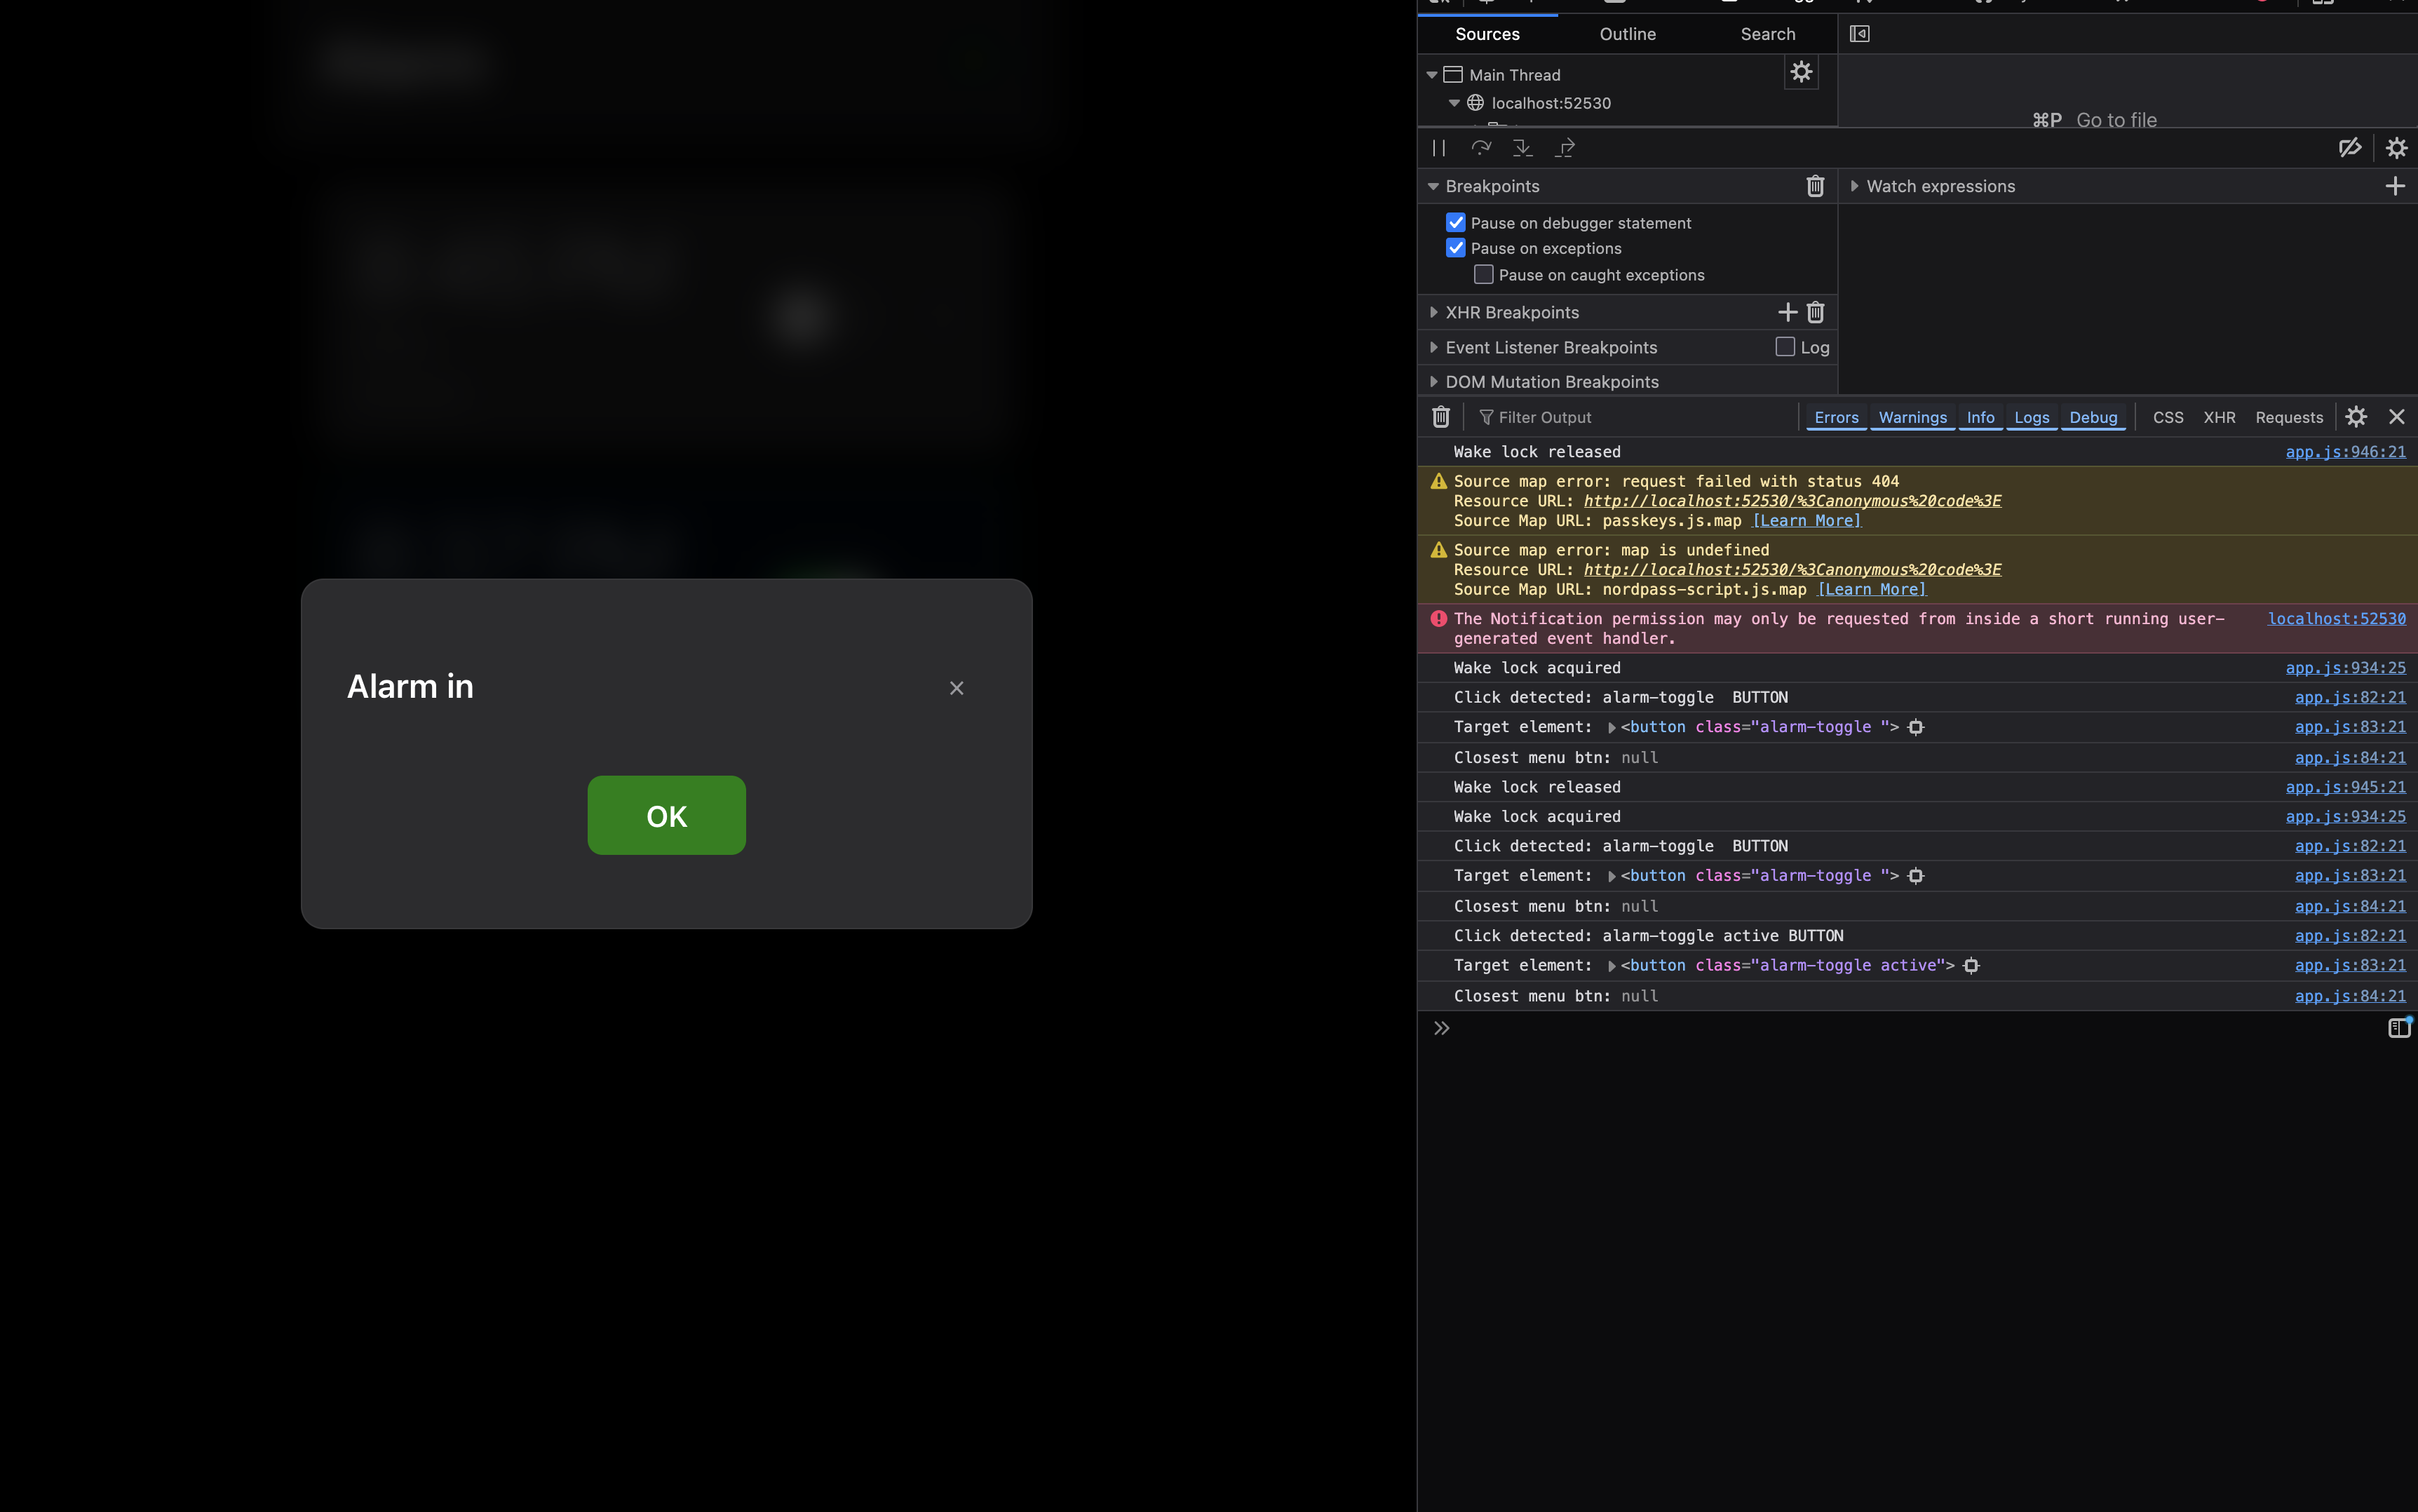 Alarm in
×
OK
Sources Outline Search
Main Thread
localhost:52530
⌘P Go to file
Breakpoints
Watch expressions
Pause on debugger statement
Pause on exceptions
Pause on caught exceptions
XHR Breakpoints
Event Listener Breakpoints Log
DOM Mutation Breakpoints
Filter Output Errors Warnings Info Logs Debug CSS XHR Requests
Wake lock released app.js:946:21
Source map error: request failed with status 404
Resource URL: http://localhost:52530/%3Canonymous%20code%3E
Source Map URL: passkeys.js.map [Learn More]
Source map error: map is undefined
Resource URL: http://localhost:52530/%3Canonymous%20code%3E
Source Map URL: nordpass-script.js.map [Learn More]
The Notification permission may only be requested from inside a short running user- localhost:52530
generated event handler.
Wake lock acquired app.js:934:25
Click detected: alarm-toggle  BUTTON app.js:82:21
Target element: <button class="alarm-toggle "> app.js:83:21
Closest menu btn: null app.js:84:21
Wake lock released app.js:945:21
Wake lock acquired app.js:934:25
Click detected: alarm-toggle  BUTTON app.js:82:21
Target element: <button class="alarm-toggle "> app.js:83:21
Closest menu btn: null app.js:84:21
Click detected: alarm-toggle active BUTTON app.js:82:21
Target element: <button class="alarm-toggle active"> app.js:83:21
Closest menu btn: null app.js:84:21